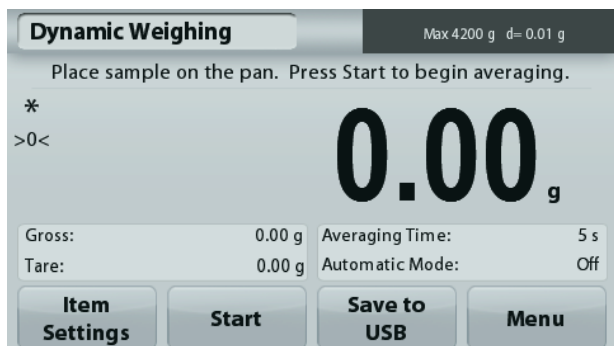 Dynamic Weighing
Max 4200 g d= 0.01 g
Place sample on the pan. Press Start to begin averaging.
*
>0<
0.00 g
Gross: 0.00 g
Tare: 0.00 g
Averaging Time: 5 s
Automatic Mode: Off
Item
Settings
Start
Save to
USB
Menu